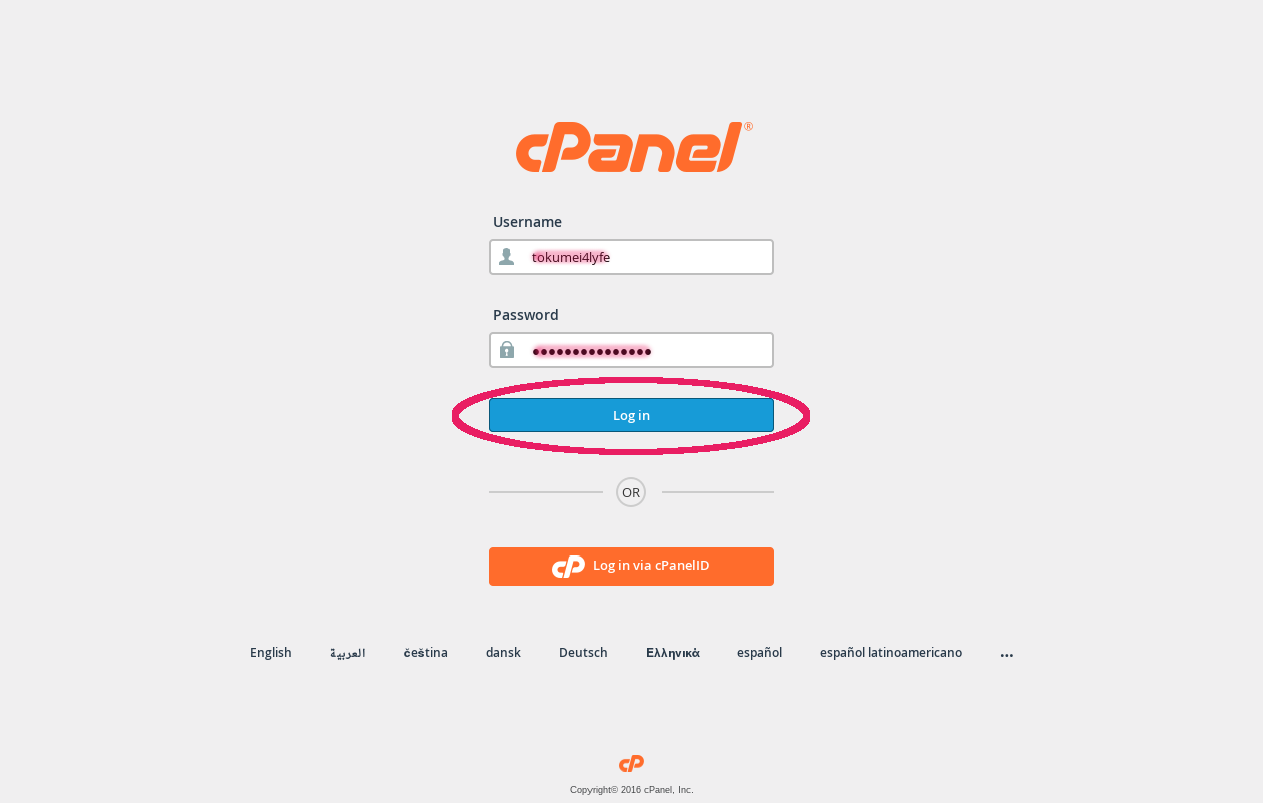 cPanel®
Username
tokumei4lyfe
Password
●●●●●●●●●●●●●●●
Log in
OR
cP Log in via cPanelID
English العربية čeština dansk Deutsch Ελληνικά español español latinoamericano ...
cP
Copyright© 2016 cPanel, Inc.